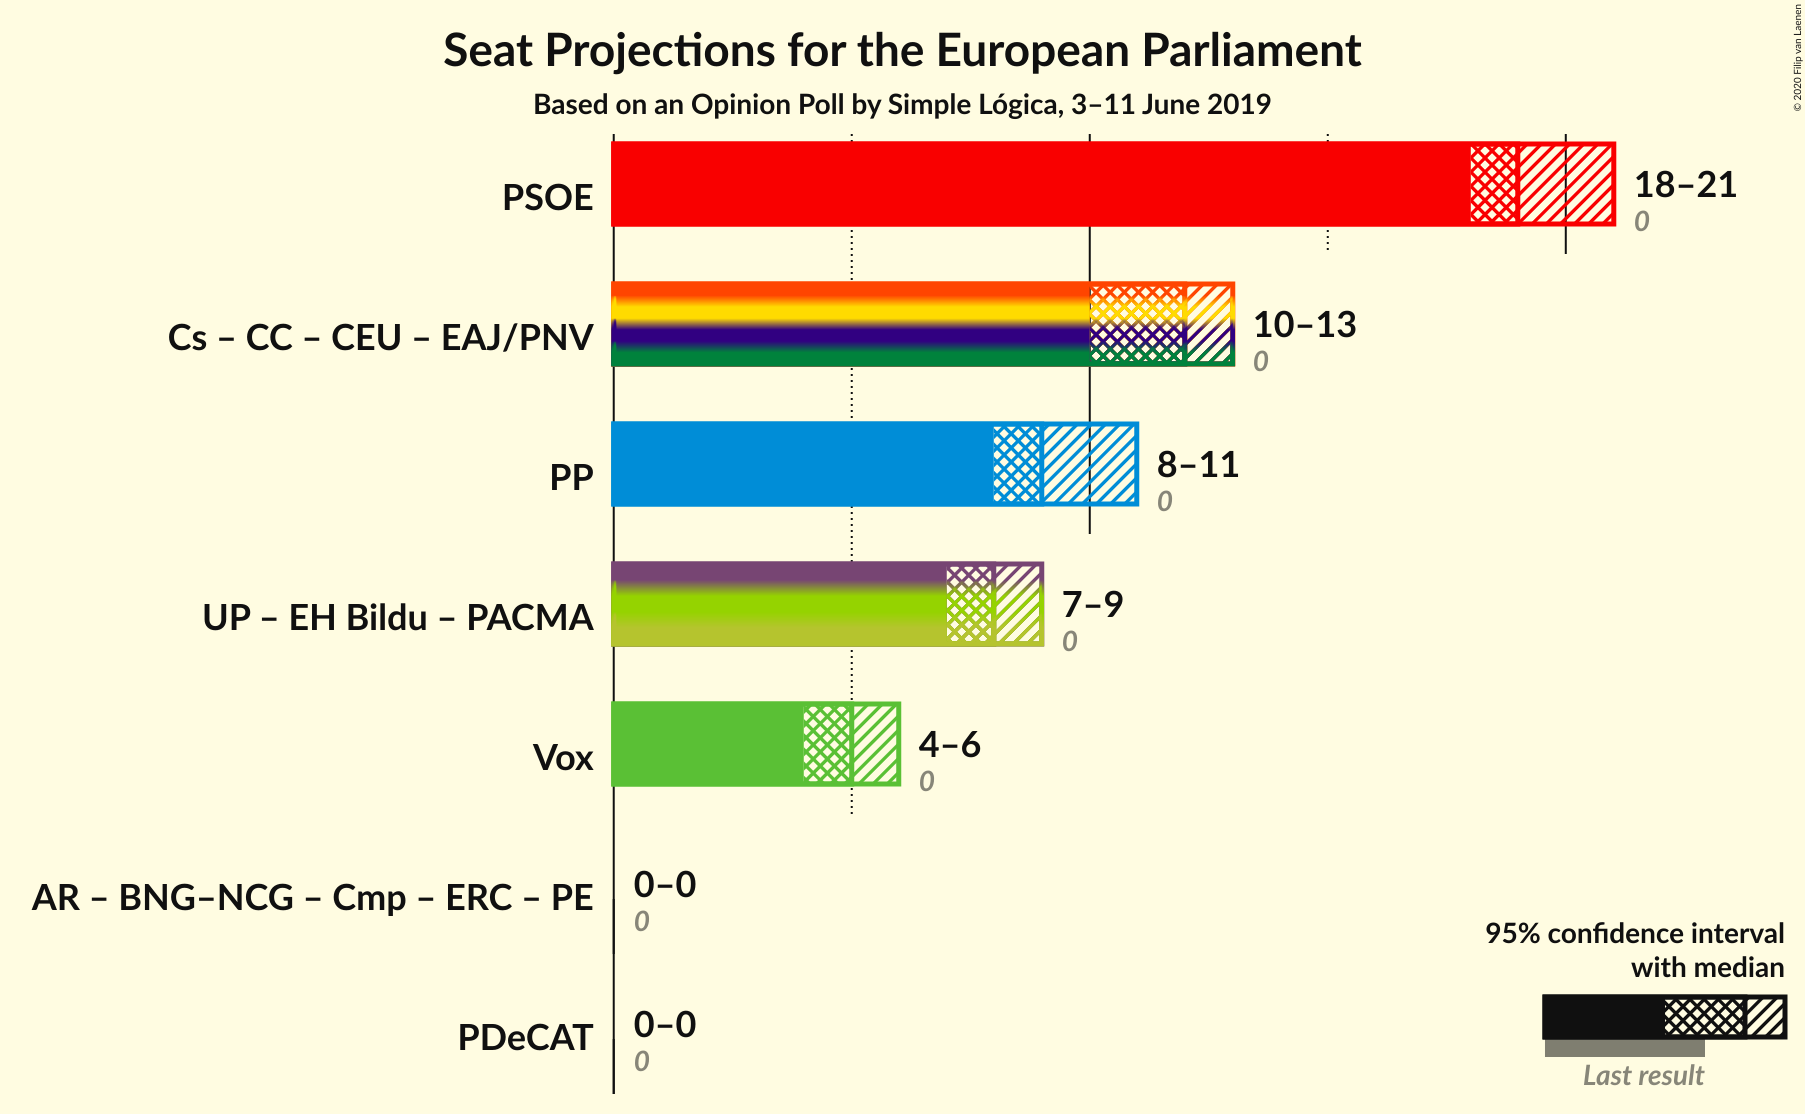 Seat Projections for the European Parliament
Based on an Opinion Poll by Simple Lógica, 3–11 June 2019
© 2020 Filip van Laenen
PSOE
18–21
0
Cs – CC – CEU – EAJ/PNV
10–13
0
PP
8–11
0
UP – EH Bildu – PACMA
7–9
0
Vox
4–6
0
AR – BNG–NCG – Cmp – ERC – PE
0–0
0
PDeCAT
0–0
0
95% confidence interval
with median
Last result